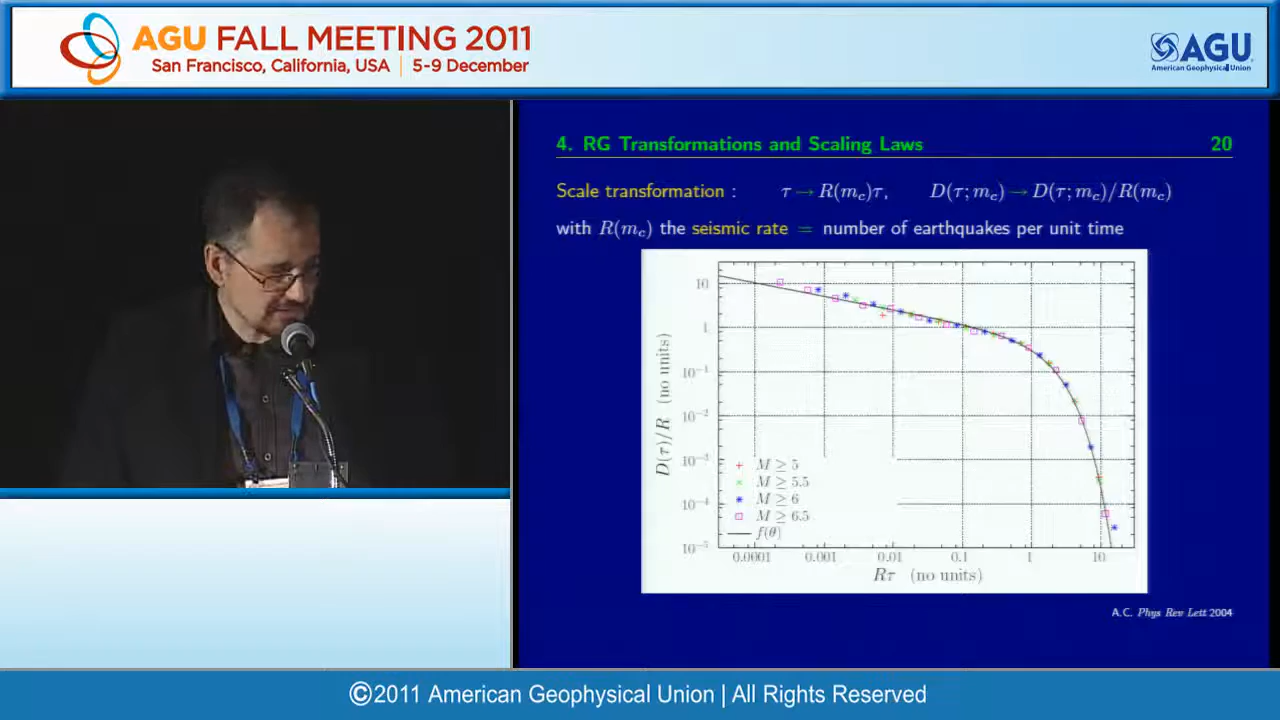 AGU FALL MEETING 2011
San Francisco, California, USA | 5-9 December
AGU
American Geophysical Union
4. RG Transformations and Scaling Laws 20
Scale transformation : τ → R(m_c)τ, D(τ; m_c) → D(τ; m_c)/R(m_c)
with R(m_c) the seismic rate = number of earthquakes per unit time
D(τ)/R (no units)
10
1
10⁻¹
10⁻²
10⁻³
10⁻⁴
10⁻⁵
M ≥ 5
M ≥ 5.5
M ≥ 6
M ≥ 6.5
f(θ)
0.0001 0.001 0.01 0.1 1 10
Rτ (no units)
A.C. Phys Rev Lett 2004
©2011 American Geophysical Union | All Rights Reserved